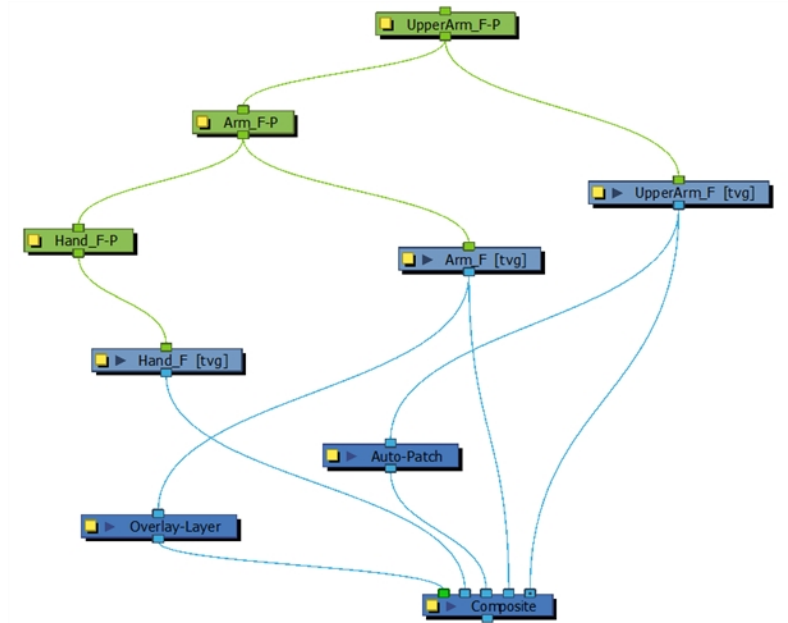 UpperArm_F-P
Arm_F-P
UpperArm_F [tvg]
Hand_F-P
Arm_F [tvg]
Hand_F [tvg]
Auto-Patch
Overlay-Layer
Composite